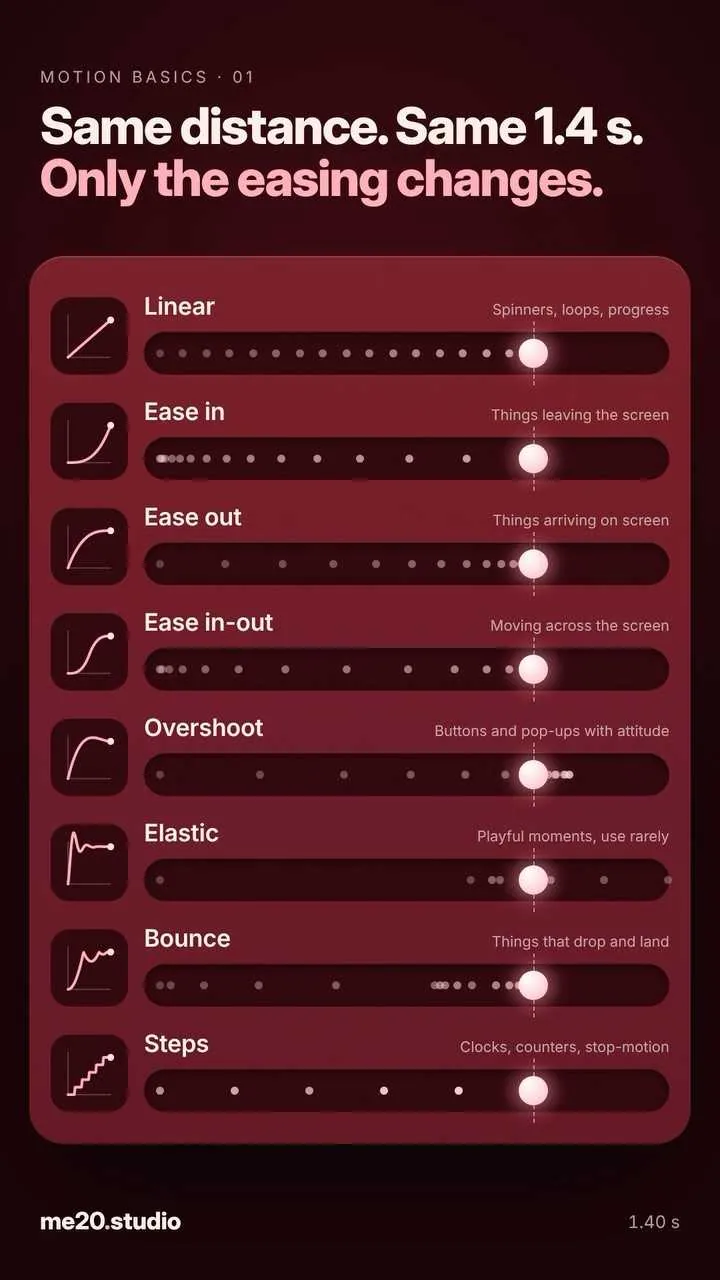 MOTION BASICS · 01
Same distance. Same 1.4 s.
Only the easing changes.
Linear
Spinners, loops, progress
Ease in
Things leaving the screen
Ease out
Things arriving on screen
Ease in-out
Moving across the screen
Overshoot
Buttons and pop-ups with attitude
Elastic
Playful moments, use rarely
Bounce
Things that drop and land
Steps
Clocks, counters, stop-motion
me20.studio
1.40 s